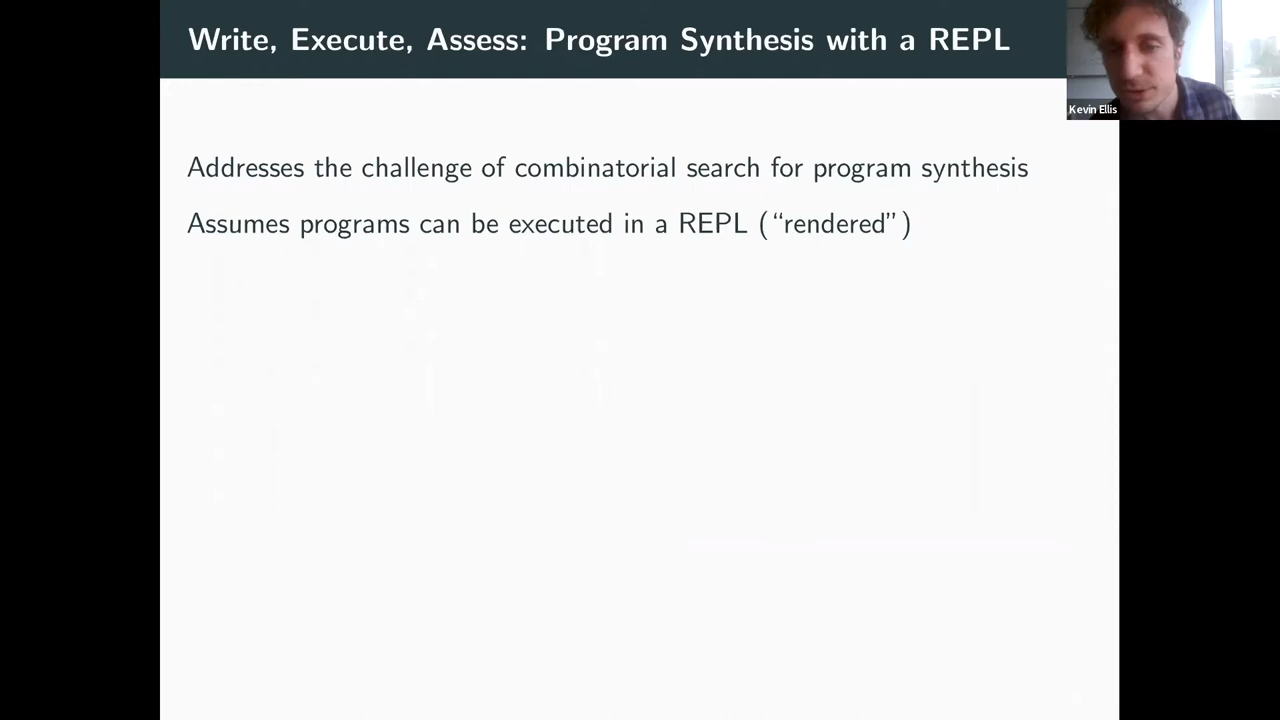 Write, Execute, Assess: Program Synthesis with a REPL
Kevin Ellis
Addresses the challenge of combinatorial search for program synthesis
Assumes programs can be executed in a REPL (“rendered”)